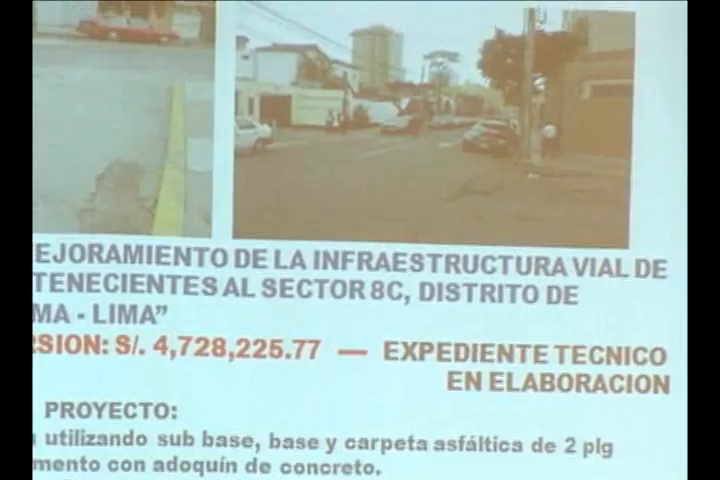 EJORAMIENTO DE LA INFRAESTRUCTURA VIAL DE
TENECIENTES AL SECTOR 8C, DISTRITO DE
MA - LIMA”
RSION: S/. 4,728,225.77 — EXPEDIENTE TECNICO
EN ELABORACION
PROYECTO:
utilizando sub base, base y carpeta asfáltica de 2 plg
mento con adoquín de concreto.